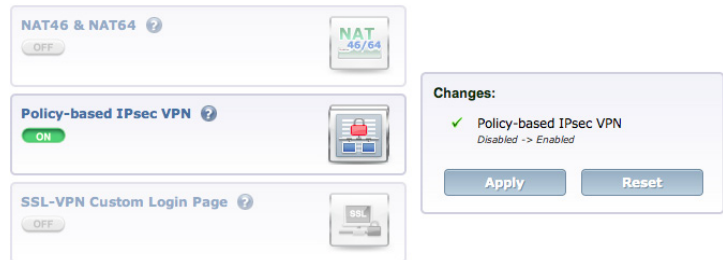 NAT46 & NAT64 ?
OFF
NAT
46/64
Policy-based IPsec VPN ?
ON
SSL-VPN Custom Login Page ?
OFF
SSL
Changes:
✓ Policy-based IPsec VPN
Disabled -> Enabled
Apply
Reset